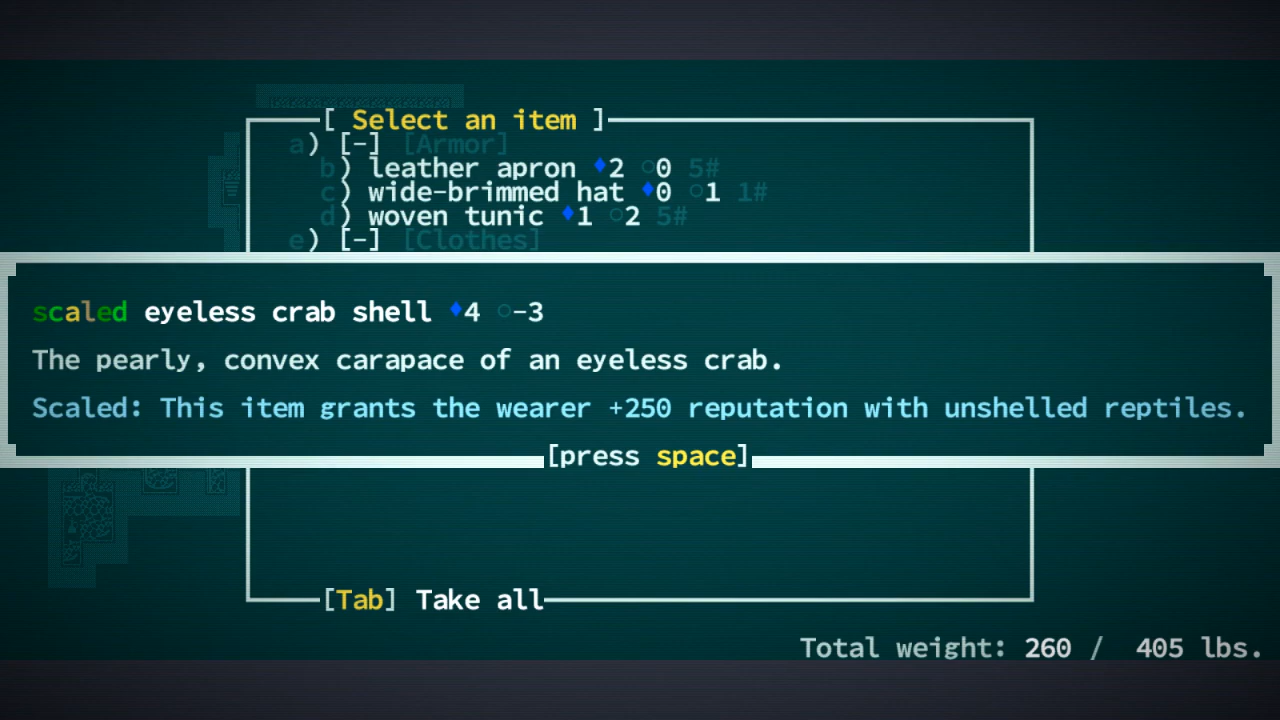 [ Select an item ]
a) [-] [Armor]
b) leather apron ♦2 ○0 5#
c) wide-brimmed hat ♦0 ○1 1#
d) woven tunic ♦1 ○2 5#
e) [-] [Clothes]
scaled eyeless crab shell ♦4 ○-3
The pearly, convex carapace of an eyeless crab.
Scaled: This item grants the wearer +250 reputation with unshelled reptiles.
[press space]
[Tab] Take all
Total weight: 260 / 405 lbs.